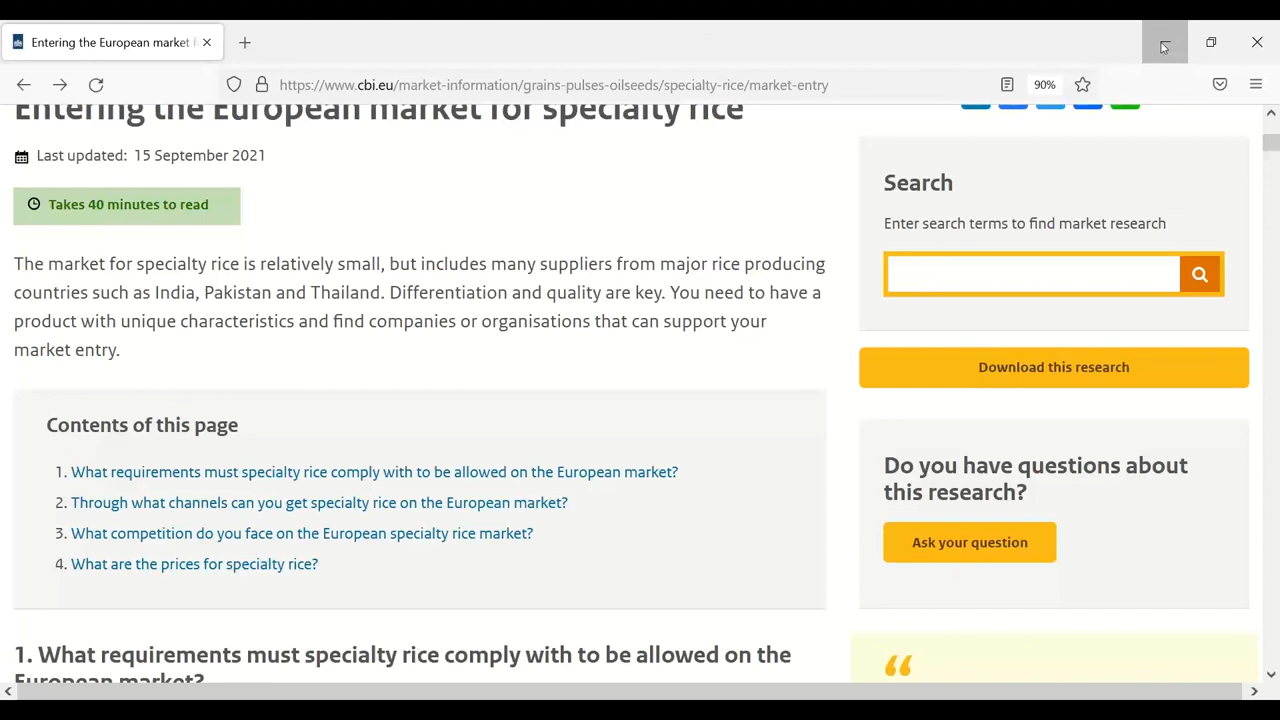 Entering the European market f
https://www.cbi.eu/market-information/grains-pulses-oilseeds/specialty-rice/market-entry
90%
Entering the European market for specialty rice
Last updated: 15 September 2021
Takes 40 minutes to read
The market for specialty rice is relatively small, but includes many suppliers from major rice producing
countries such as India, Pakistan and Thailand. Differentiation and quality are key. You need to have a
product with unique characteristics and find companies or organisations that can support your
market entry.
Contents of this page
1. What requirements must specialty rice comply with to be allowed on the European market?
2. Through what channels can you get specialty rice on the European market?
3. What competition do you face on the European specialty rice market?
4. What are the prices for specialty rice?
1. What requirements must specialty rice comply with to be allowed on the
European market?
Search
Enter search terms to find market research
Download this research
Do you have questions about
this research?
Ask your question
“